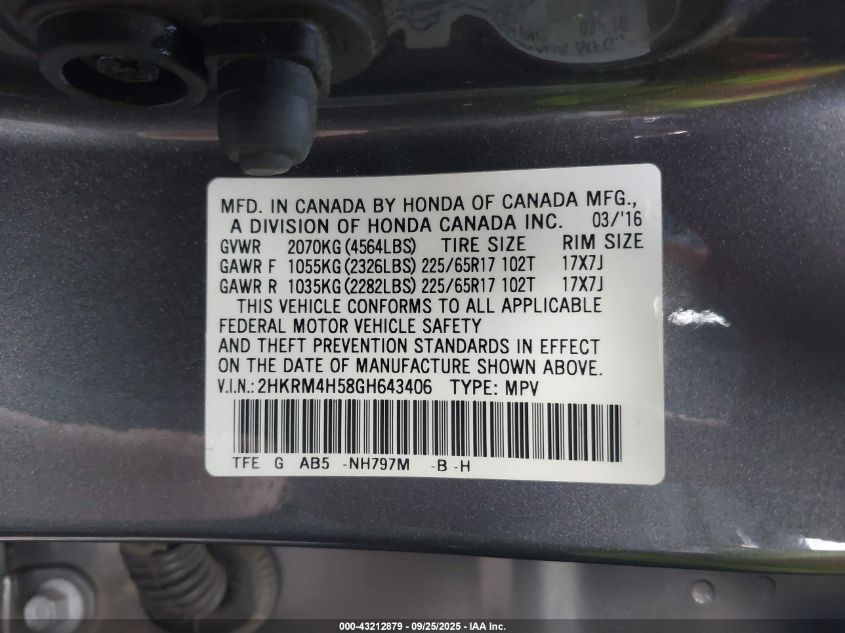 MFD. IN CANADA BY HONDA OF CANADA MFG.,
A DIVISION OF HONDA CANADA INC. 03/'16
GVWR 2070KG (4564LBS) TIRE SIZE RIM SIZE
GAWR F 1055KG (2326LBS) 225/65R17 102T 17X7J
GAWR R 1035KG (2282LBS) 225/65R17 102T 17X7J
THIS VEHICLE CONFORMS TO ALL APPLICABLE
FEDERAL MOTOR VEHICLE SAFETY
AND THEFT PREVENTION STANDARDS IN EFFECT
ON THE DATE OF MANUFACTURE SHOWN ABOVE.
V.I.N.: 2HKRM4H58GH643406 TYPE: MPV
TFE G AB5 -NH797M -B -H
000-43212879 - 09/25/2025 - IAA Inc.